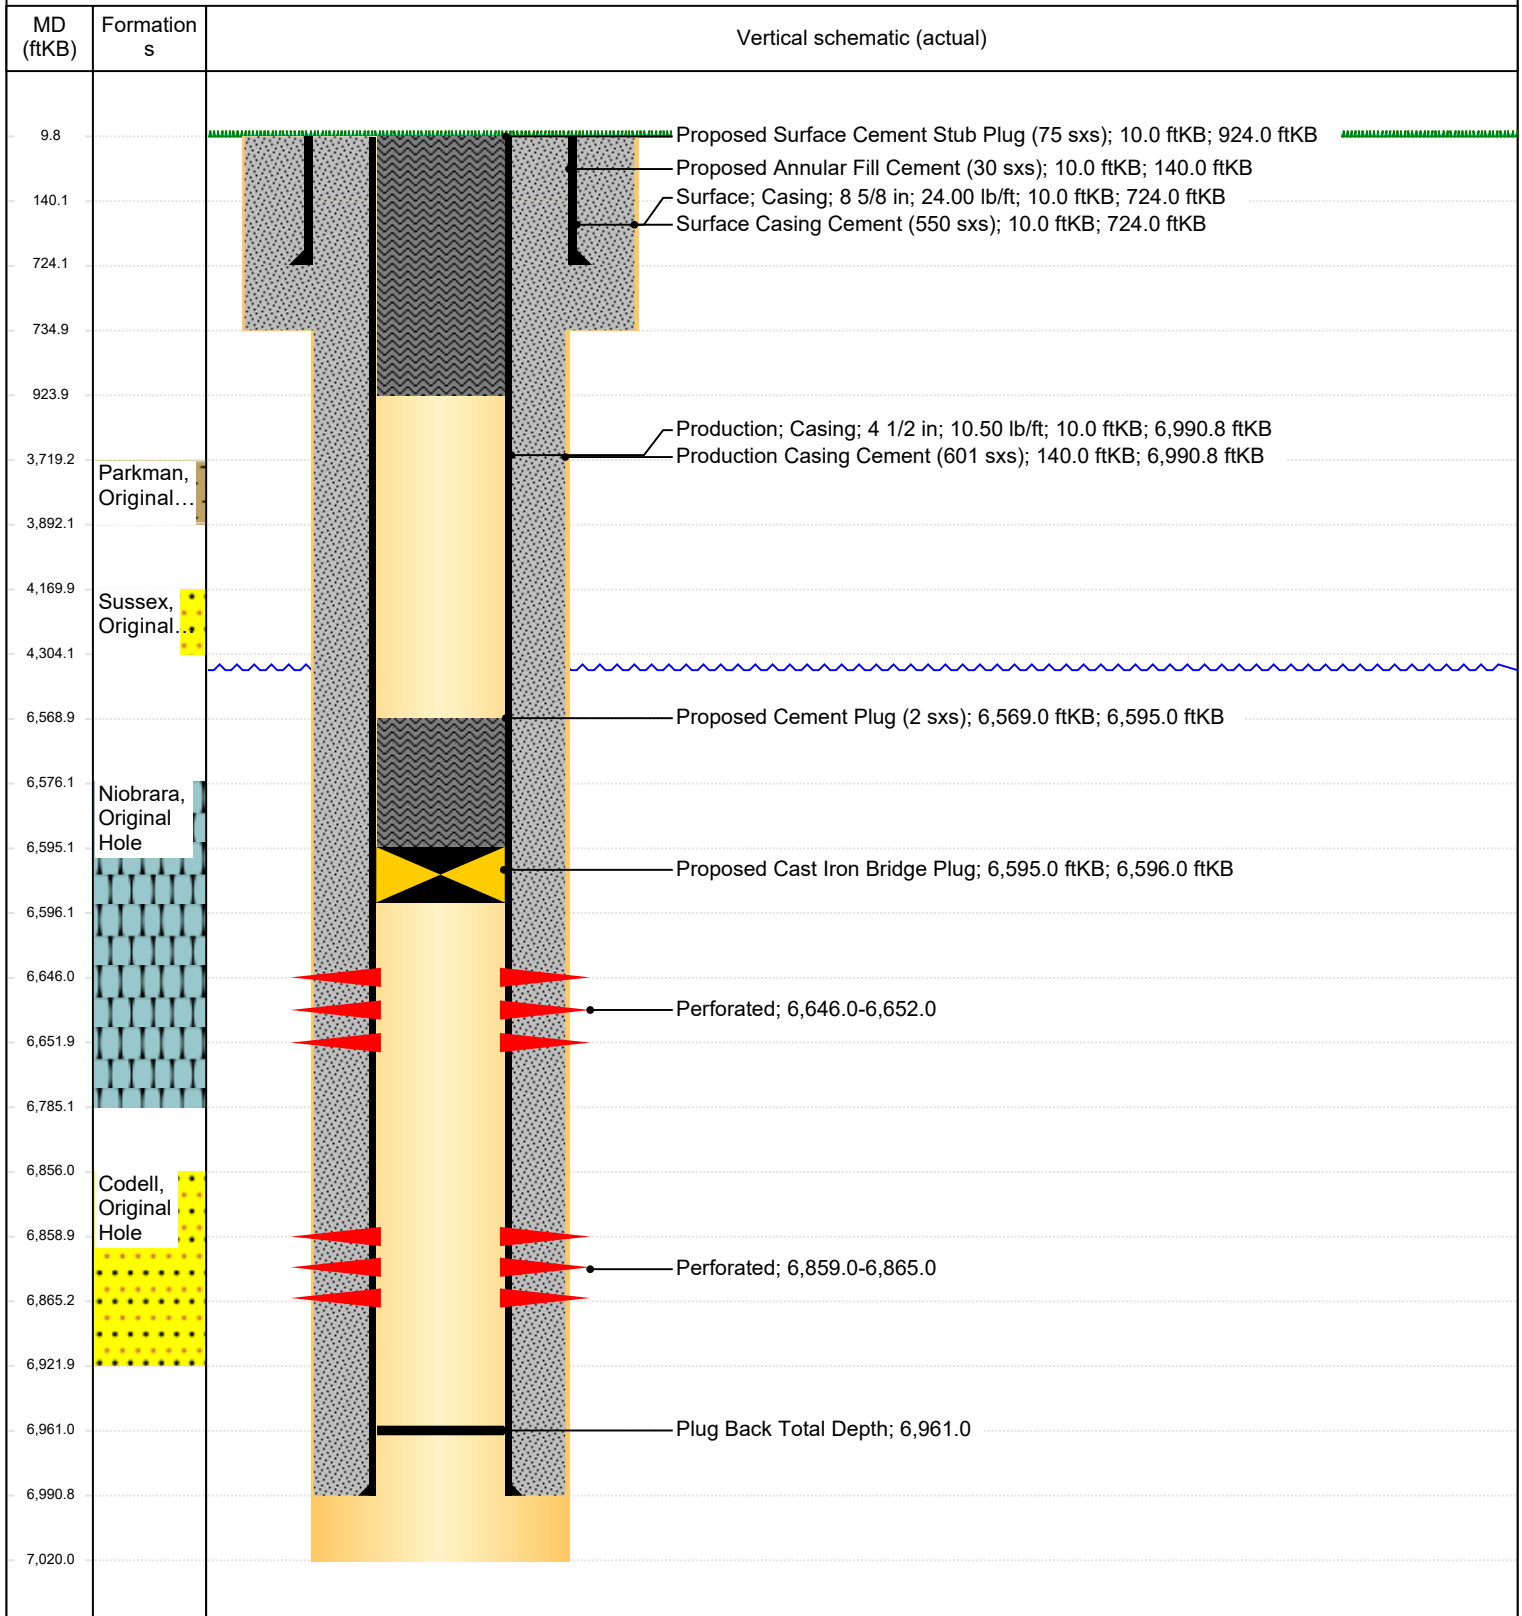 MD
(ftKB)
Formation
s
Vertical schematic (actual)
9.8
Proposed Surface Cement Stub Plug (75 sxs); 10.0 ftKB; 924.0 ftKB
Proposed Annular Fill Cement (30 sxs); 10.0 ftKB; 140.0 ftKB
140.1
Surface; Casing; 8 5/8 in; 24.00 lb/ft; 10.0 ftKB; 724.0 ftKB
Surface Casing Cement (550 sxs); 10.0 ftKB; 724.0 ftKB
724.1
734.9
923.9
Production; Casing; 4 1/2 in; 10.50 lb/ft; 10.0 ftKB; 6,990.8 ftKB
Production Casing Cement (601 sxs); 140.0 ftKB; 6,990.8 ftKB
3,719.2
Parkman,
Original…
3,892.1
4,169.9
Sussex,
Original…
4,304.1
6,568.9
Proposed Cement Plug (2 sxs); 6,569.0 ftKB; 6,595.0 ftKB
6,576.1
Niobrara,
Original
Hole
6,595.1
Proposed Cast Iron Bridge Plug; 6,595.0 ftKB; 6,596.0 ftKB
6,596.1
6,646.0
Perforated; 6,646.0-6,652.0
6,651.9
6,785.1
6,856.0
Codell,
Original
Hole
6,858.9
Perforated; 6,859.0-6,865.0
6,865.2
6,921.9
6,961.0
Plug Back Total Depth; 6,961.0
6,990.8
7,020.0